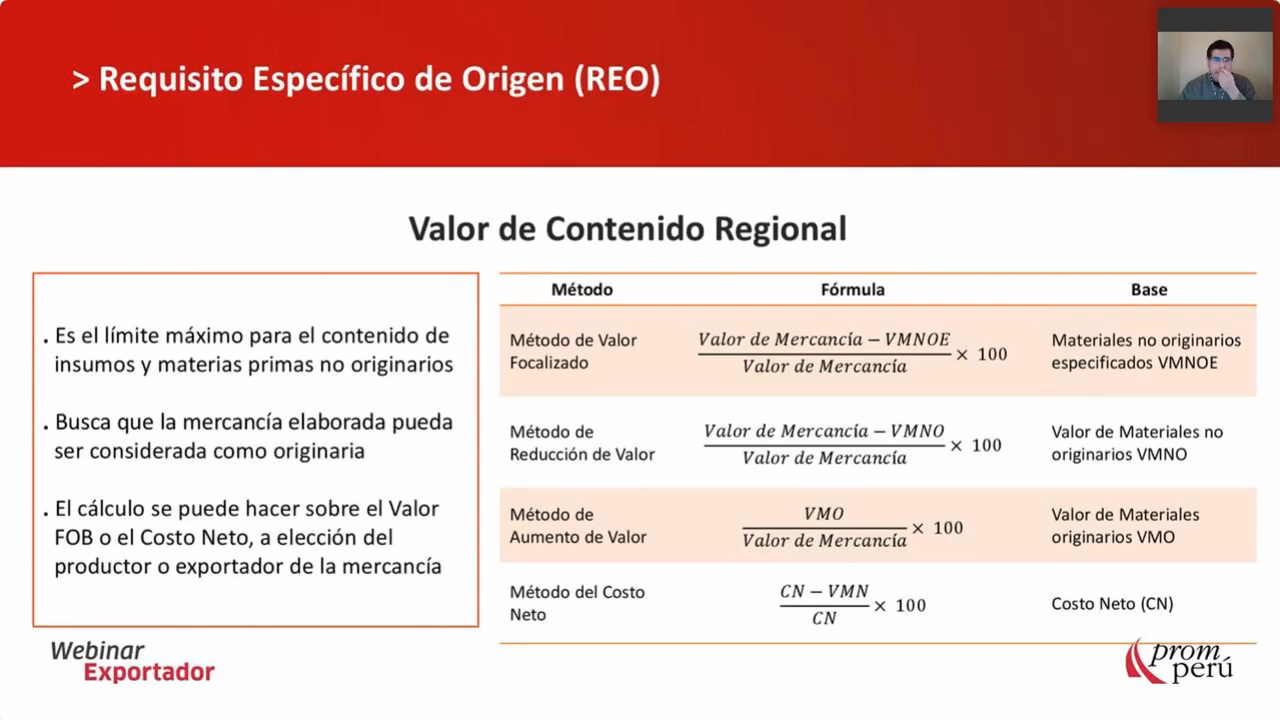 > Requisito Específico de Origen (REO)
Valor de Contenido Regional
. Es el límite máximo para el contenido de
insumos y materias primas no originarios
. Busca que la mercancía elaborada pueda
ser considerada como originaria
. El cálculo se puede hacer sobre el Valor
FOB o el Costo Neto, a elección del
productor o exportador de la mercancía
Método Fórmula Base
Método de Valor
Focalizado
Valor de Mercancía − VMNOE
Valor de Mercancía
× 100
Materiales no originarios
especificados VMNOE
Método de
Reducción de Valor
Valor de Mercancía − VMNO
Valor de Mercancía
× 100
Valor de Materiales no
originarios VMNO
Método de
Aumento de Valor
VMO
Valor de Mercancía
× 100
Valor de Materiales
originarios VMO
Método del Costo
Neto
CN − VMN
CN
× 100
Costo Neto (CN)
Webinar
Exportador
prom
perú